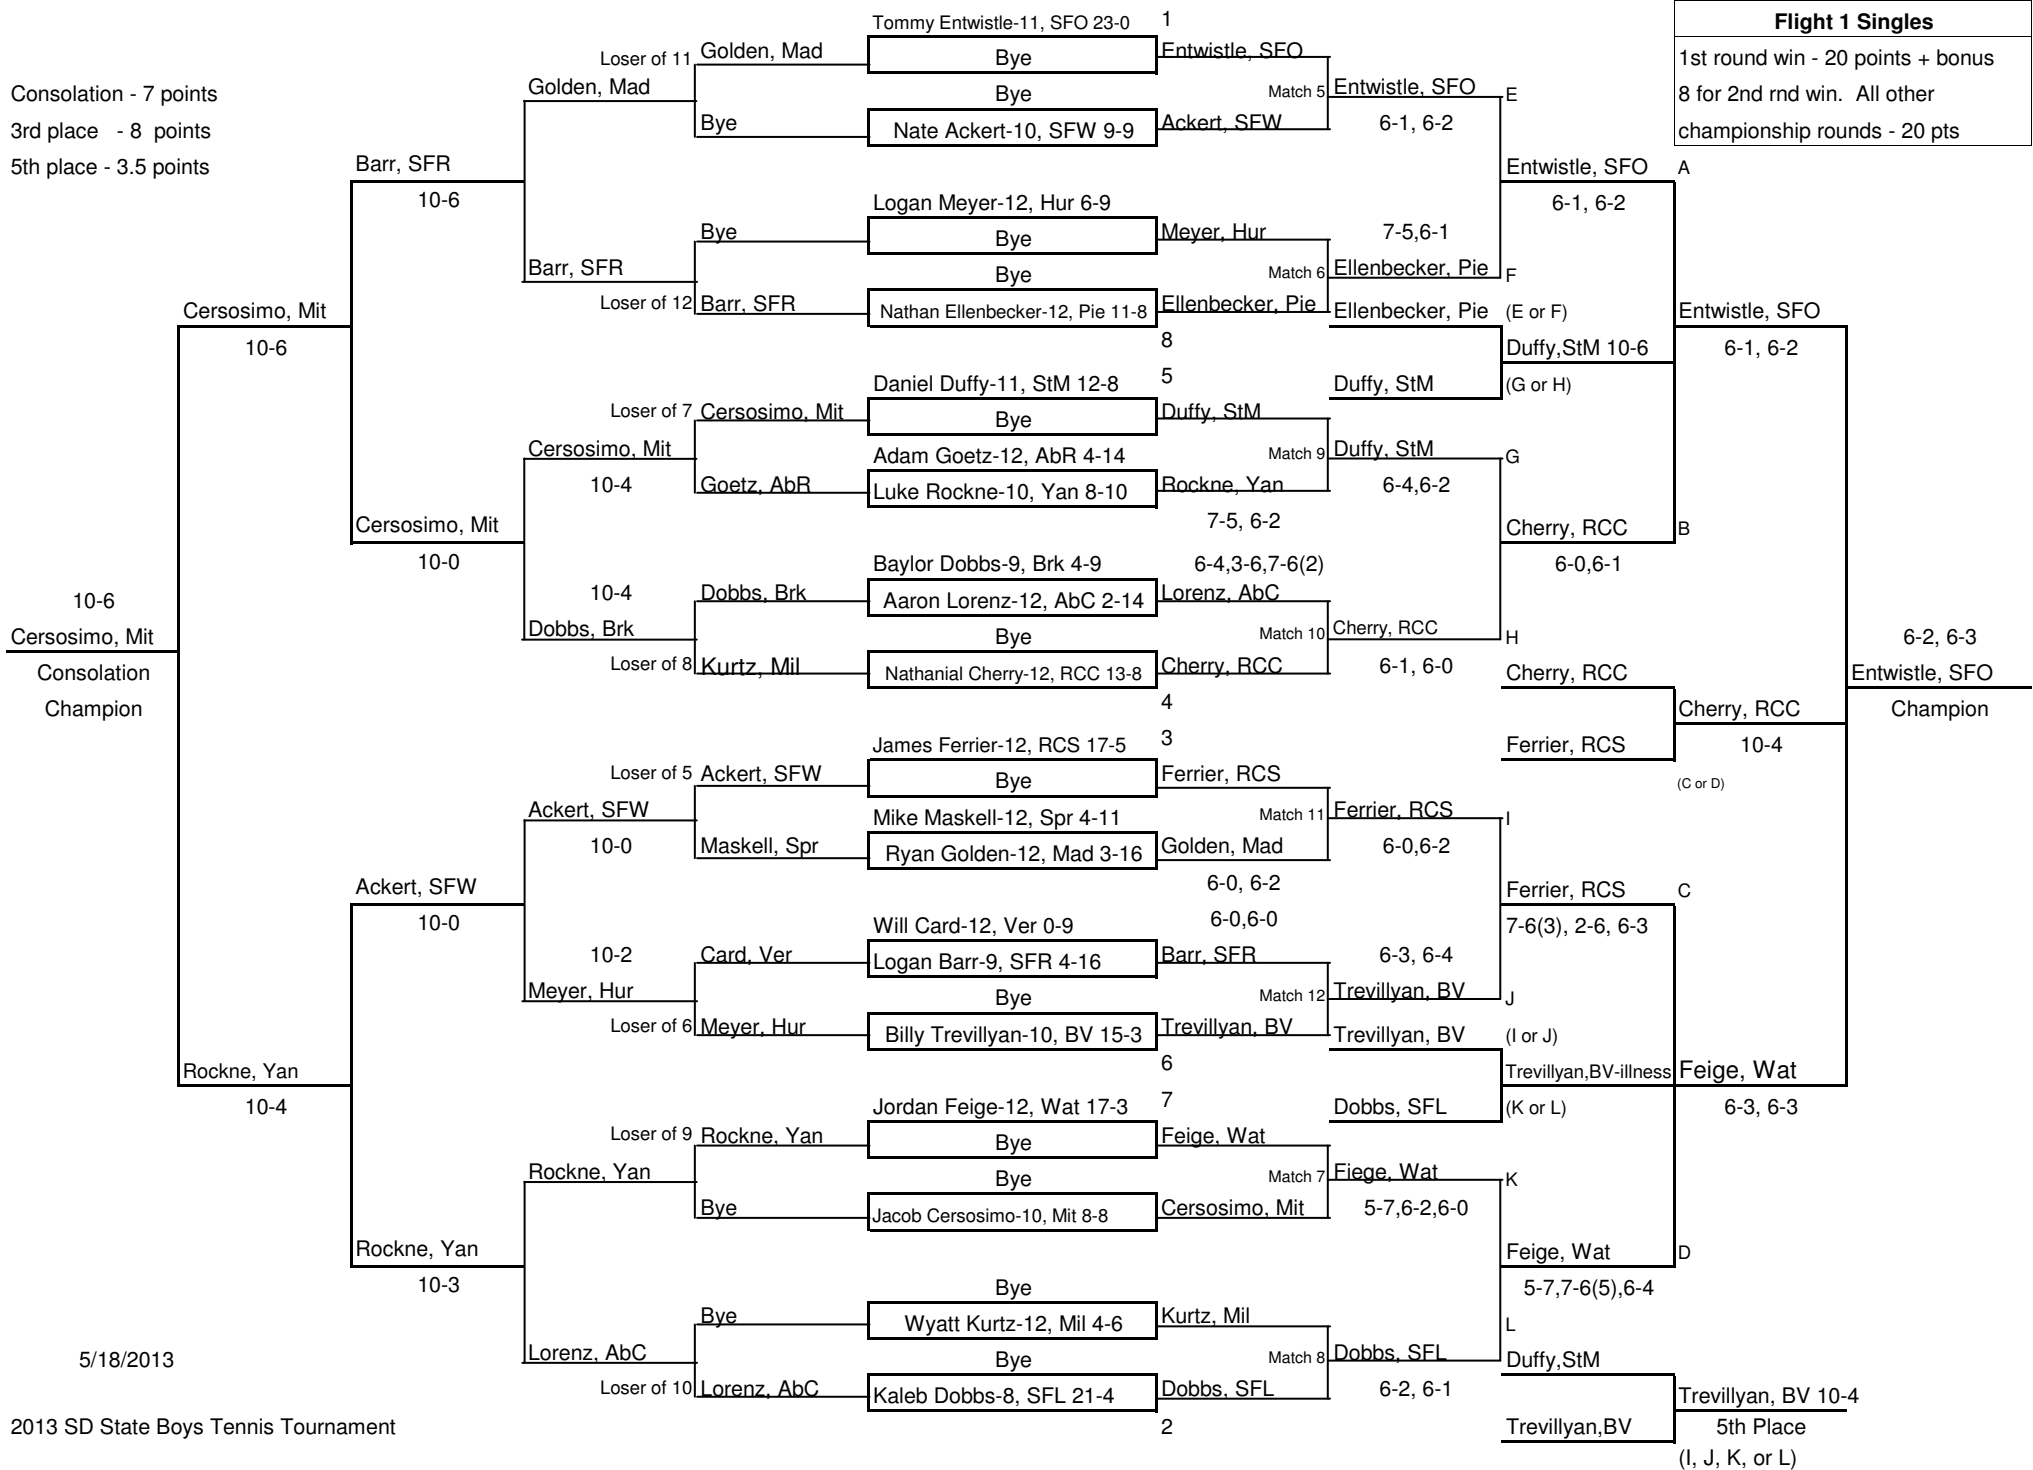 Flight 1 Singles
1st round win - 20 points + bonus
8 for 2nd rnd win. All other
championship rounds - 20 pts
Consolation - 7 points
3rd place - 8 points
5th place - 3.5 points
10-6
Cersosimo, Mit
Consolation
Champion
5/18/2013
2013 SD State Boys Tennis Tournament
Cersosimo, Mit
10-6
Rockne, Yan
10-4
Barr, SFR
10-6
Cersosimo, Mit
10-0
Ackert, SFW
10-0
Rockne, Yan
10-3
Golden, Mad
Barr, SFR
Cersosimo, Mit
10-4
10-4
Dobbs, Brk
Ackert, SFW
10-0
10-2
Meyer, Hur
Rockne, Yan
Lorenz, AbC
Loser of 11 Golden, Mad
Bye
Bye
Loser of 12 Barr, SFR
Loser of 7 Cersosimo, Mit
Goetz, AbR
Dobbs, Brk
Loser of 8 Kurtz, Mil
Loser of 5 Ackert, SFW
Maskell, Spr
Card, Ver
Loser of 6 Meyer, Hur
Loser of 9 Rockne, Yan
Bye
Bye
Loser of 10 Lorenz, AbC
Tommy Entwistle-11, SFO 23-0
Bye
Bye
Nate Ackert-10, SFW 9-9
Logan Meyer-12, Hur 6-9
Bye
Bye
Nathan Ellenbecker-12, Pie 11-8
Daniel Duffy-11, StM 12-8
Bye
Adam Goetz-12, AbR 4-14
Luke Rockne-10, Yan 8-10
Baylor Dobbs-9, Brk 4-9
Aaron Lorenz-12, AbC 2-14
Bye
Nathanial Cherry-12, RCC 13-8
James Ferrier-12, RCS 17-5
Bye
Mike Maskell-12, Spr 4-11
Ryan Golden-12, Mad 3-16
Will Card-12, Ver 0-9
Logan Barr-9, SFR 4-16
Bye
Billy Trevillyan-10, BV 15-3
Jordan Feige-12, Wat 17-3
Bye
Bye
Jacob Cersosimo-10, Mit 8-8
Bye
Wyatt Kurtz-12, Mil 4-6
Bye
Kaleb Dobbs-8, SFL 21-4
1
Entwistle, SFO
Ackert, SFW
Meyer, Hur
Ellenbecker, Pie
8
5
Duffy, StM
Rockne, Yan
7-5, 6-2
6-4,3-6,7-6(2)
Lorenz, AbC
Cherry, RCC
4
3
Ferrier, RCS
Golden, Mad
6-0, 6-2
6-0,6-0
Barr, SFR
Trevillyan, BV
6
7
Feige, Wat
Cersosimo, Mit
Kurtz, Mil
Dobbs, SFL
2
Match 5 Entwistle, SFO E
6-1, 6-2
7-5,6-1
Match 6 Ellenbecker, Pie F
Ellenbecker, Pie (E or F)
Duffy, StM (G or H)
Match 9 Duffy, StM G
6-4,6-2
Match 10 Cherry, RCC H
6-1, 6-0
Match 11 Ferrier, RCS I
6-0,6-2
6-3, 6-4
Match 12 Trevillyan, BV J
Trevillyan, BV (I or J)
Dobbs, SFL (K or L)
Match 7 Fiege, Wat K
5-7,6-2,6-0
L
Match 8 Dobbs, SFL
6-2, 6-1
Entwistle, SFO A
6-1, 6-2
Duffy,StM 10-6
Cherry, RCC B
6-0,6-1
Cherry, RCC
Ferrier, RCS
(C or D)
Ferrier, RCS C
7-6(3), 2-6, 6-3
Trevillyan,BV-illness
Feige, Wat D
5-7,7-6(5),6-4
Duffy,StM
Trevillyan,BV
Entwistle, SFO
6-1, 6-2
Cherry, RCC
10-4
Feige, Wat
6-3, 6-3
Trevillyan, BV 10-4
5th Place
(I, J, K, or L)
6-2, 6-3
Entwistle, SFO
Champion